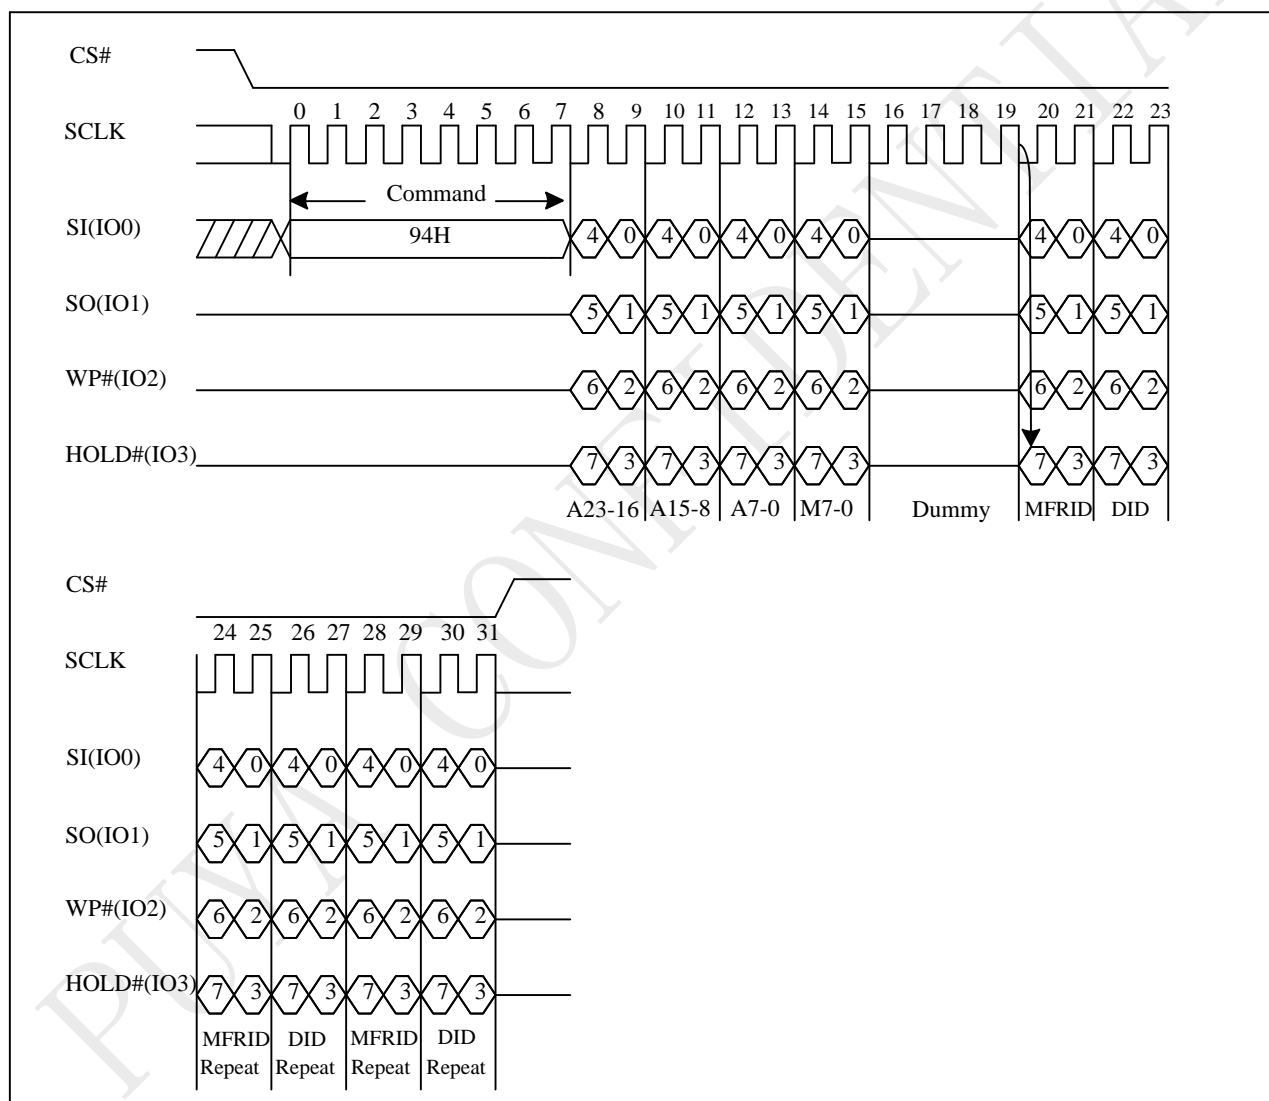 CS#
0 1 2 3 4 5 6 7 8 9 10 11 12 13 14 15 16 17 18 19 20 21 22 23
SCLK
Command
SI(IO0) 94H 4 0 4 0 4 0 4 0 4 0 4 0
SO(IO1) 5 1 5 1 5 1 5 1 5 1 5 1
WP#(IO2) 6 2 6 2 6 2 6 2 6 2 6 2
HOLD#(IO3) 7 3 7 3 7 3 7 3 7 3 7 3
A23-16 A15-8 A7-0 M7-0 Dummy MFRID DID
CS#
24 25 26 27 28 29 30 31
SCLK
SI(IO0) 4 0 4 0 4 0 4 0
SO(IO1) 5 1 5 1 5 1 5 1
WP#(IO2) 6 2 6 2 6 2 6 2
HOLD#(IO3) 7 3 7 3 7 3 7 3
MFRID DID MFRID DID
Repeat Repeat Repeat Repeat
PUYA CONFIDENTIAL